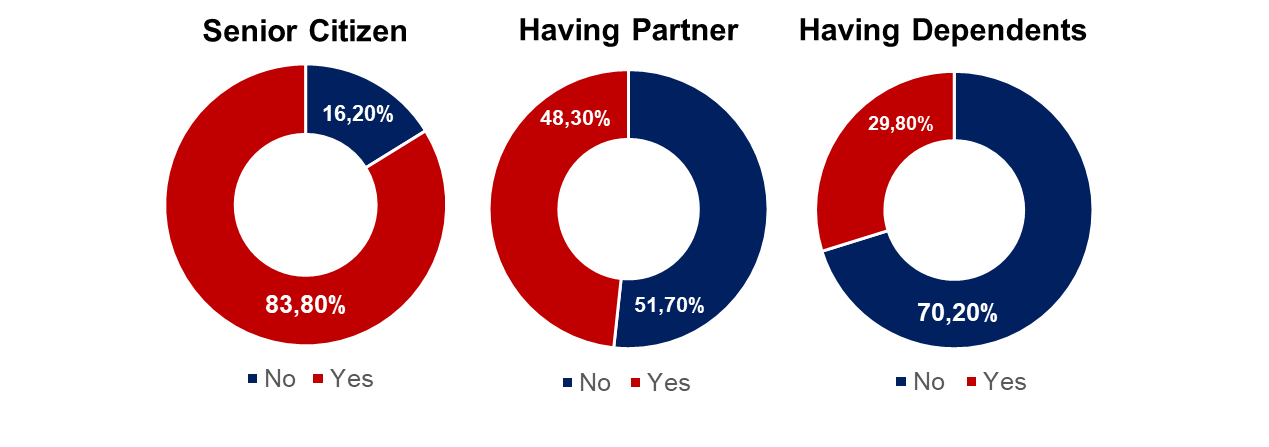 Senior Citizen
16,20%
83,80%
No Yes
Having Partner
48,30%
51,70%
No Yes
Having Dependents
29,80%
70,20%
No Yes